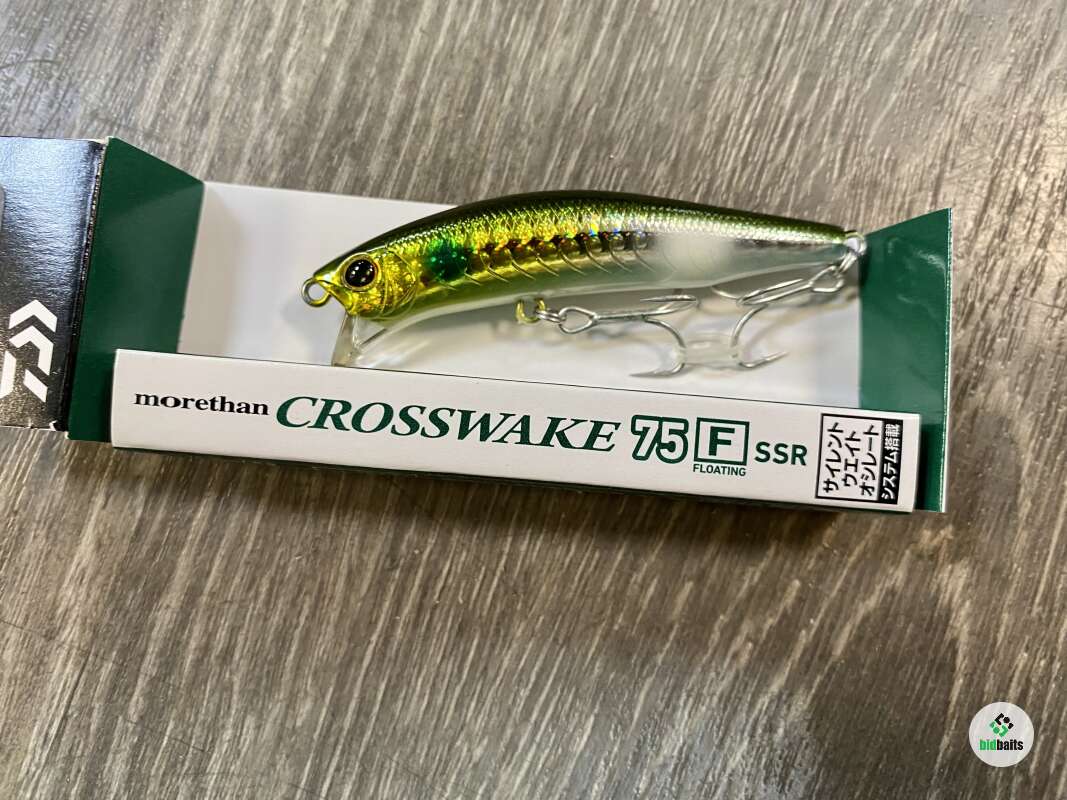 morethan CROSSWAKE 75 F SSR
FLOATING
サイレント
ウエイト
オシレート
システム搭載
bidbaits